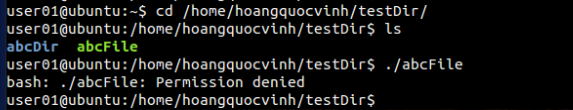 user01@ubuntu:~$ cd /home/hoangquocvinh/testDir/
user01@ubuntu:/home/hoangquocvinh/testDir$ ls
abcDir  abcFile
user01@ubuntu:/home/hoangquocvinh/testDir$ ./abcFile
bash: ./abcFile: Permission denied
user01@ubuntu:/home/hoangquocvinh/testDir$